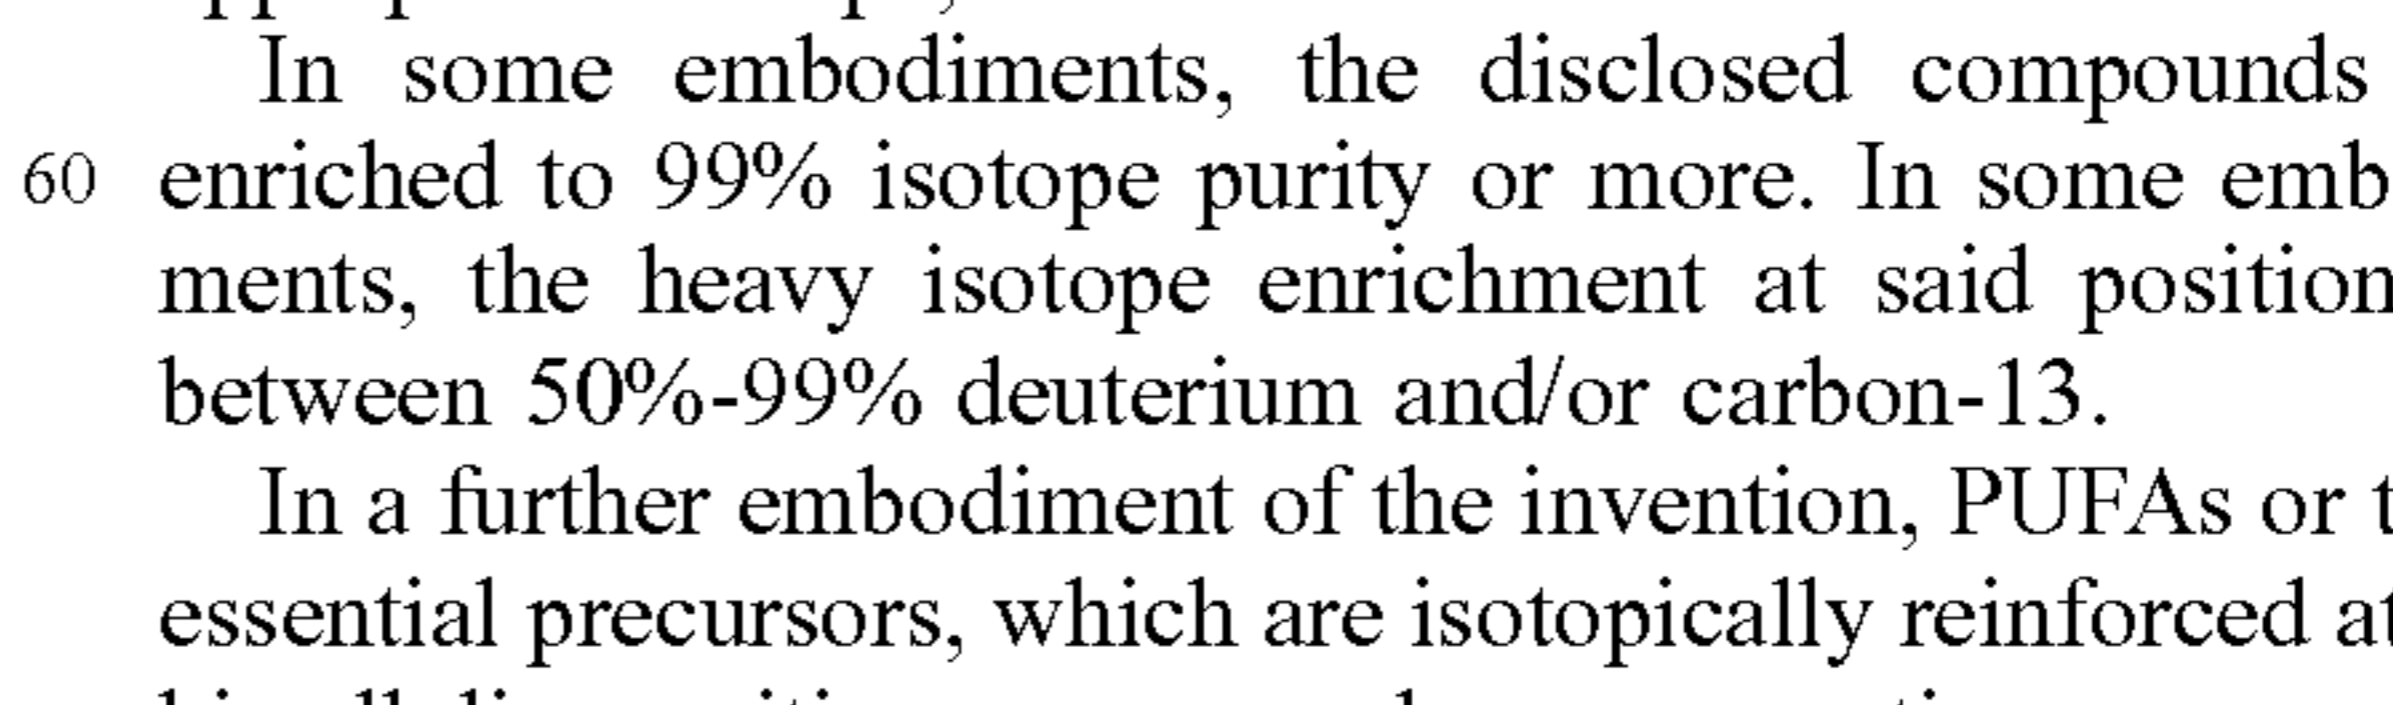 In some embodiments, the disclosed compounds
60 enriched to 99% isotope purity or more. In some emb
ments, the heavy isotope enrichment at said position
between 50%-99% deuterium and/or carbon-13.
In a further embodiment of the invention, PUFAs or t
essential precursors, which are isotopically reinforced at